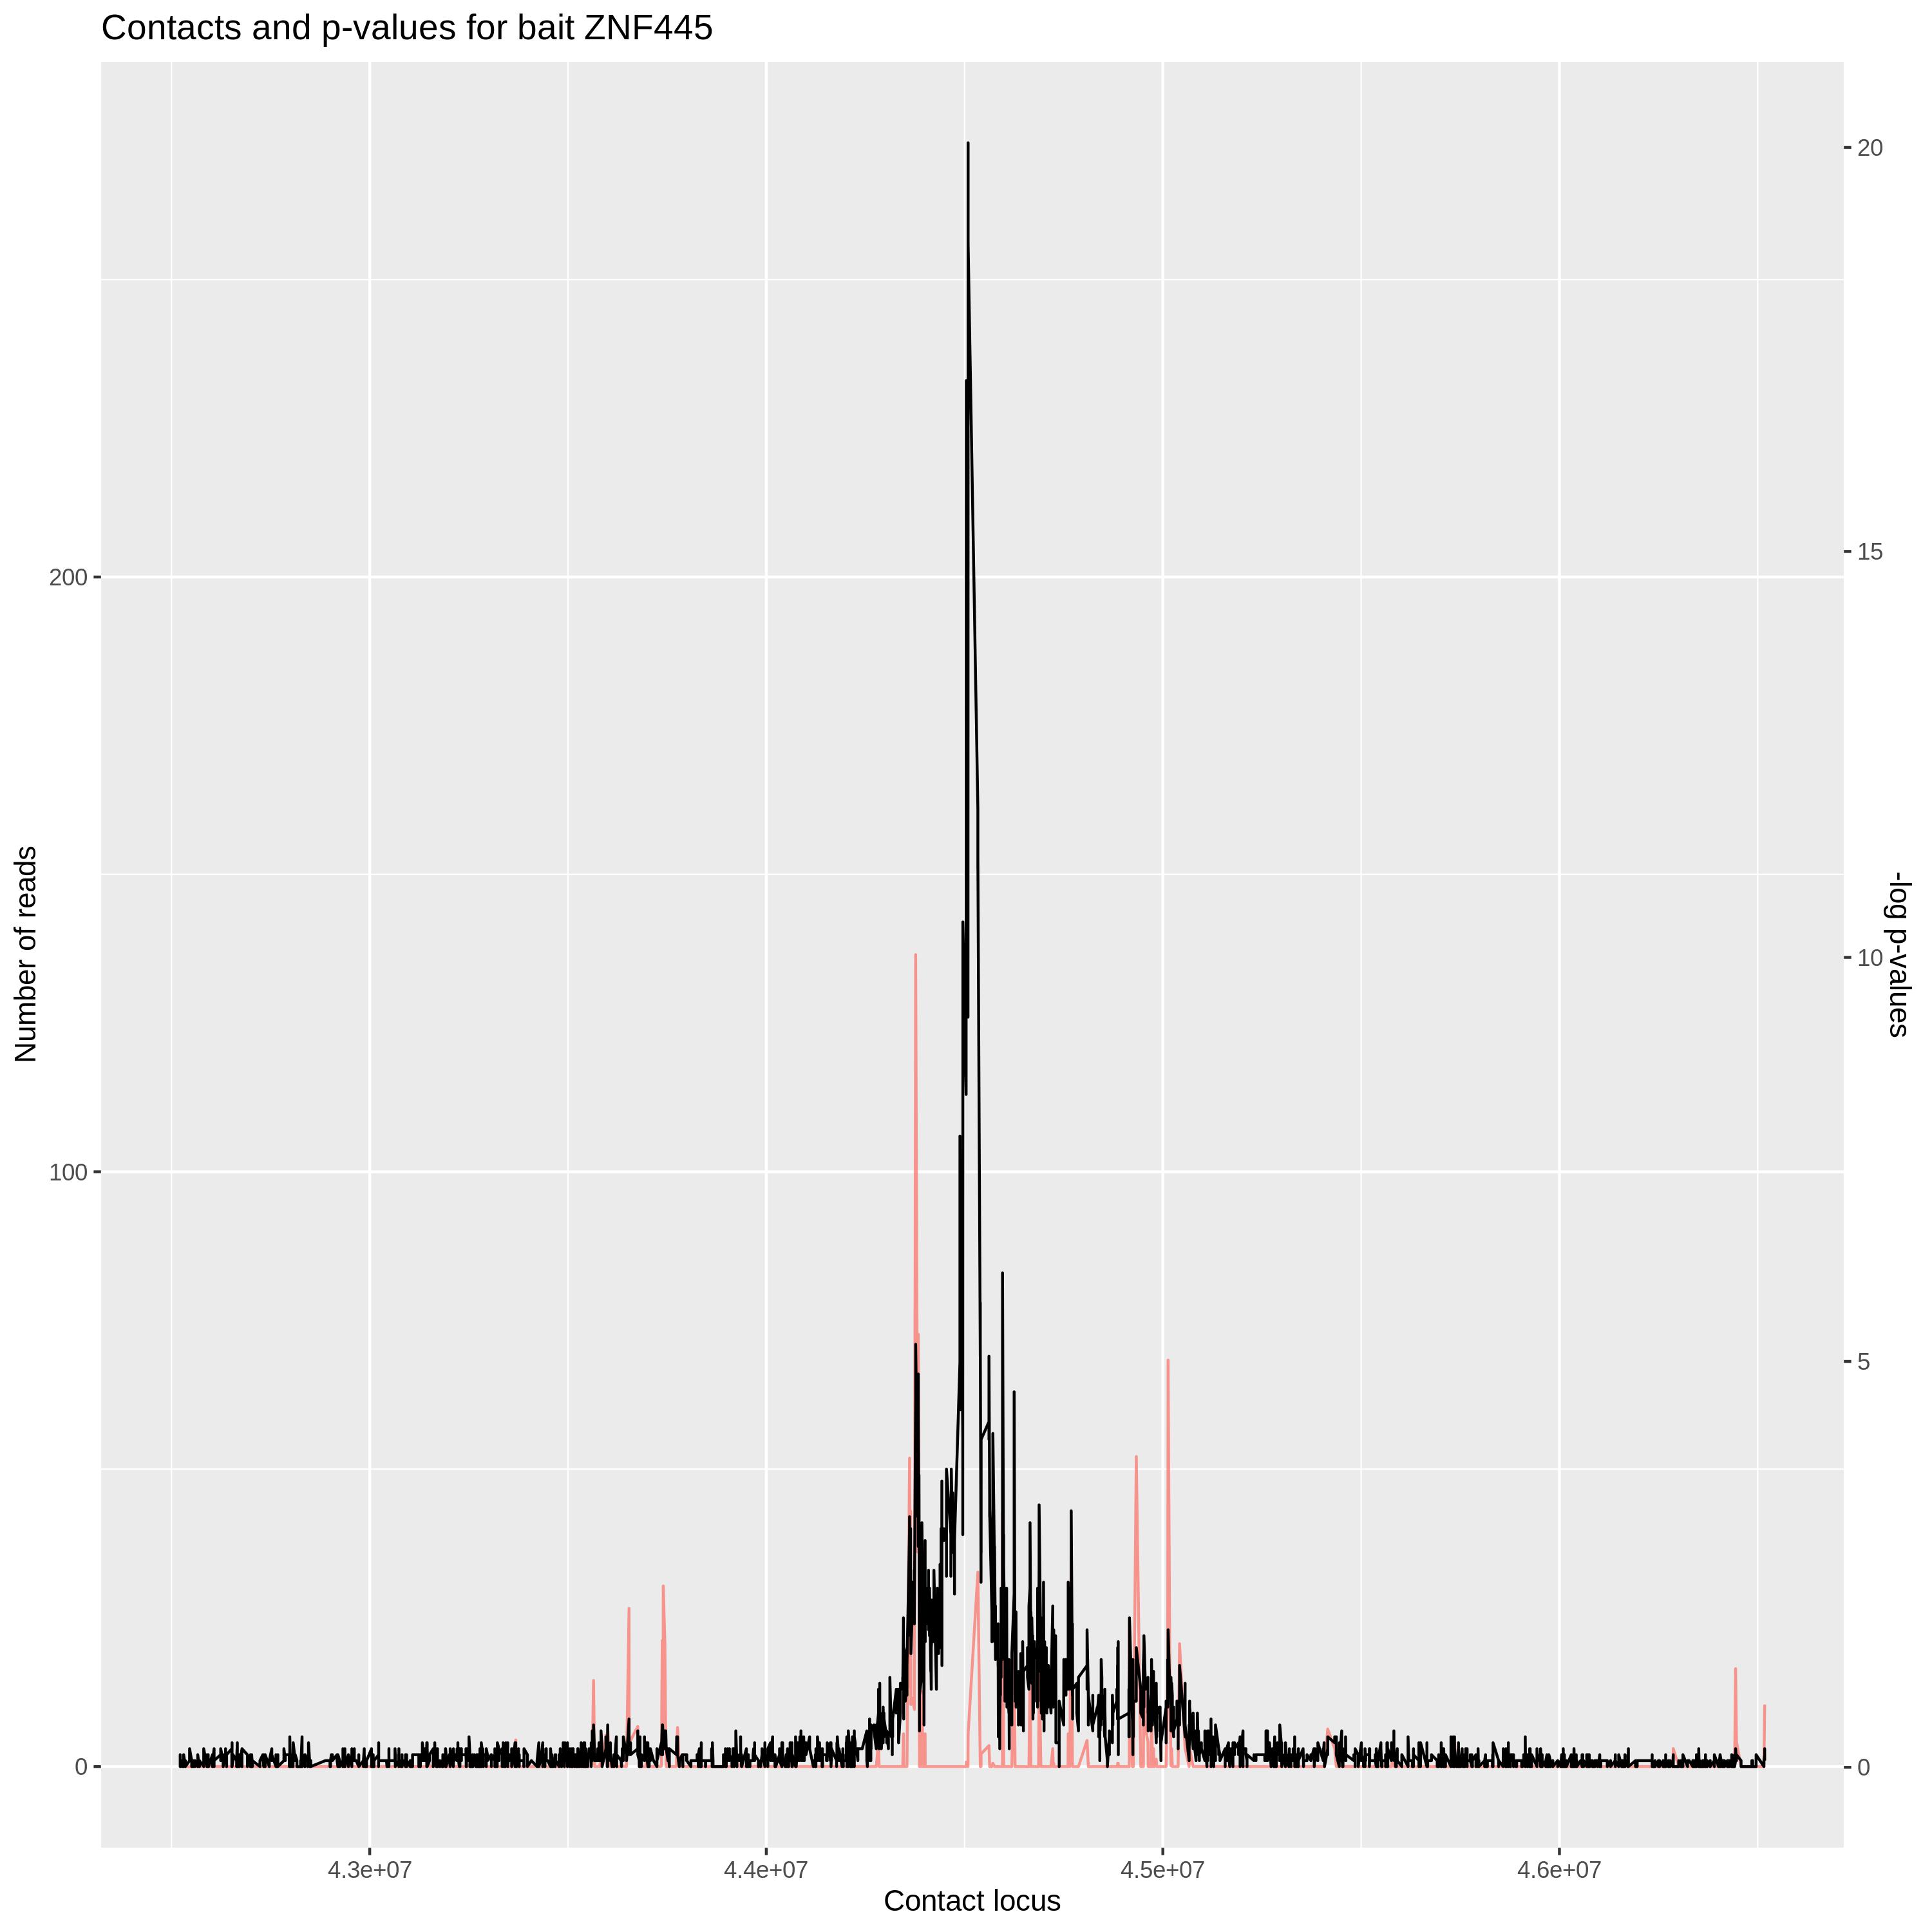 Contacts and p-values for bait ZNF445
20
200
15
Number of reads
-log p-values
10
100
5
0
0
4.3e+07
4.4e+07
4.5e+07
4.6e+07
Contact locus